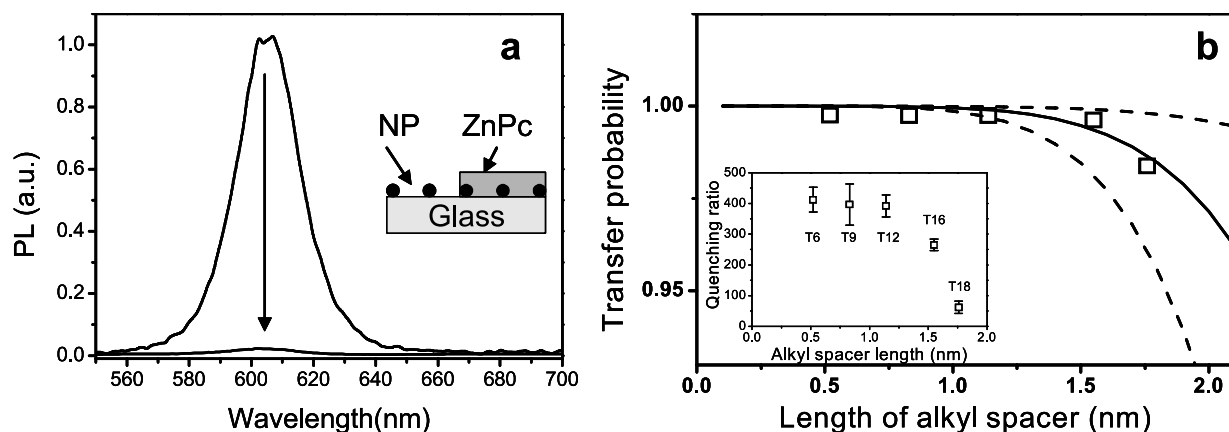 a
PL (a.u.)
1.0
0.8
0.6
0.4
0.2
0.0
NP
ZnPc
Glass
560 580 600 620 640 660 680 700
Wavelength(nm)
b
Transfer probability
1.00
0.95
Quenching ratio
500
400
300
200
100
0
T6
T9
T12
T16
T18
0.0 0.5 1.0 1.5 2.0
Alkyl spacer length (nm)
0.0 0.5 1.0 1.5 2.0
Length of alkyl spacer (nm)